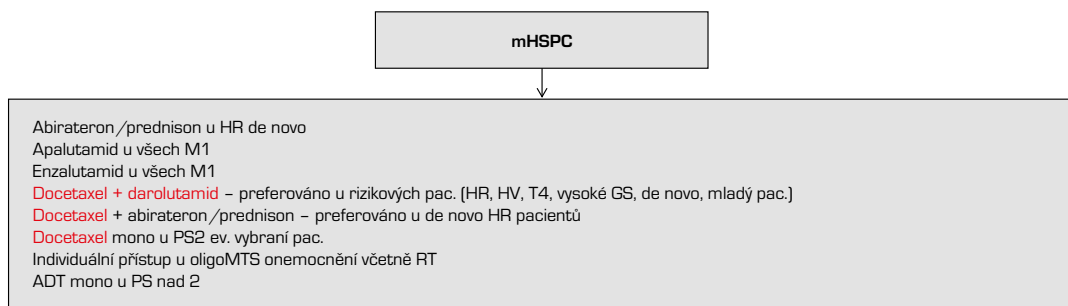 mHSPC
Abirateron/prednison u HR de novo
Apalutamid u všech M1
Enzalutamid u všech M1
Docetaxel + darolutamid – preferováno u rizikových pac. (HR, HV, T4, vysoké GS, de novo, mladý pac.)
Docetaxel + abirateron/prednison – preferováno u de novo HR pacientů
Docetaxel mono u PS2 ev. vybraní pac.
Individuální přístup u oligoMTS onemocnění včetně RT
ADT mono u PS nad 2